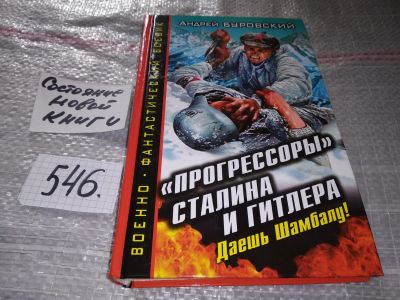 Состояние
новой
книги
546.
ВОЕННО-ФАНТАСТИЧЕСКИЙ БОЕВИК
АНДРЕЙ БУРОВСКИЙ
«ПРОГРЕССОРЫ»
СТАЛИНА
И ГИТЛЕРА
ДАЕШЬ ШАМБАЛУ!